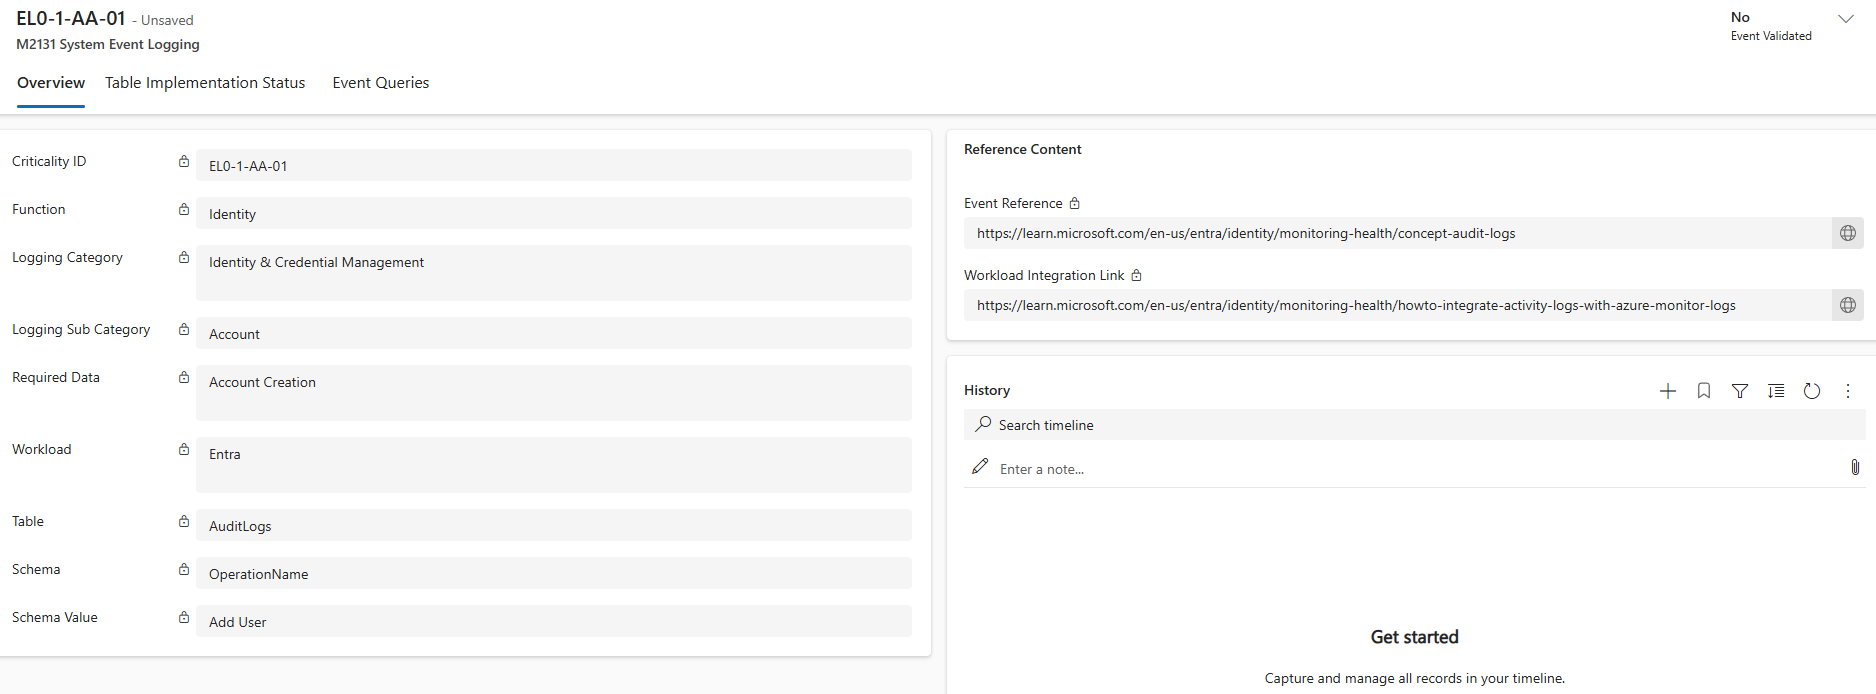 EL0-1-AA-01 - Unsaved
M2131 System Event Logging
No
Event Validated
Overview Table Implementation Status Event Queries
Criticality ID EL0-1-AA-01
Function Identity
Logging Category Identity & Credential Management
Logging Sub Category Account
Required Data Account Creation
Workload Entra
Table AuditLogs
Schema OperationName
Schema Value Add User
Reference Content
Event Reference
https://learn.microsoft.com/en-us/entra/identity/monitoring-health/concept-audit-logs
Workload Integration Link
https://learn.microsoft.com/en-us/entra/identity/monitoring-health/howto-integrate-activity-logs-with-azure-monitor-logs
History
Search timeline
Enter a note...
Get started
Capture and manage all records in your timeline.